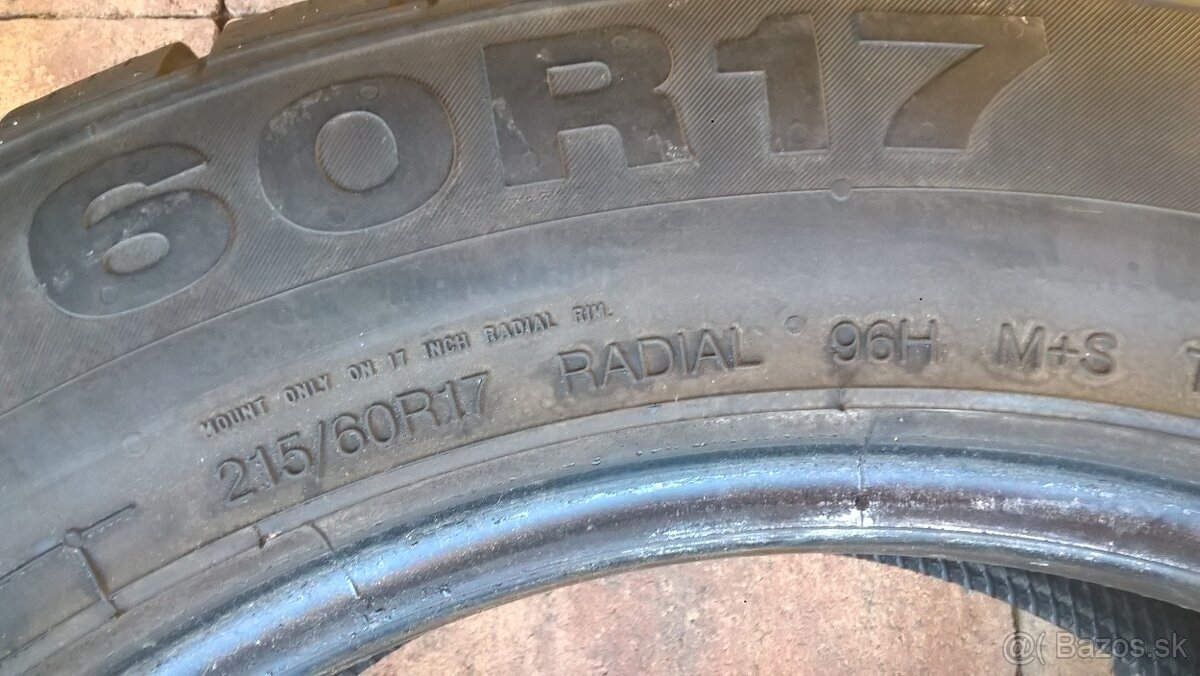 60R17
MOUNT ONLY ON: 17 INCH RADIAL RIM.
215/60R17 RADIAL 96H M+S
@( Bazos.sk